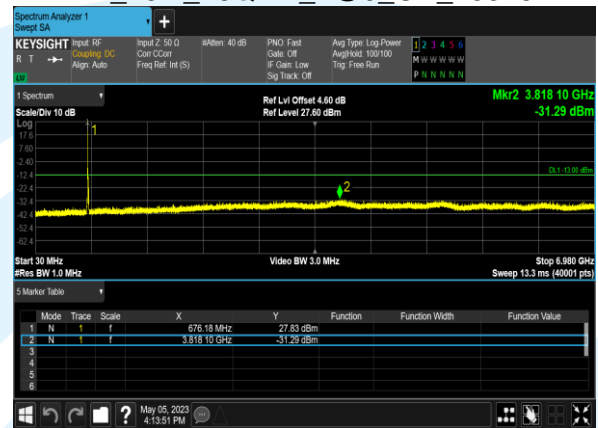 Spectrum Analyzer 1
Swept SA
+
KEYSIGHT Input: RF Input Z: 50 Ω #Atten: 40 dB PNO: Fast Avg Type: Log-Power 1 2 3 4 5 6
R T Coupling: DC Corr CCorr Gate: Off Avg|Hold: 100/100 M W W W W W
Align: Auto Freq Ref: Int (S) IF Gain: Low Trig: Free Run
Sig Track: Off P N N N N N
1 Spectrum
Ref Lvl Offset 4.60 dB Mkr2 3.818 10 GHz
Scale/Div 10 dB Ref Level 27.60 dBm -31.29 dBm
Log
1
17.6
7.60
-2.40
-12.4 DL1 -13.00 dBm
-22.4
2
-32.4
-42.4
-52.4
-62.4
Start 30 MHz Video BW 3.0 MHz Stop 6.980 GHz
#Res BW 1.0 MHz Sweep 13.3 ms (40001 pts)
5 Marker Table
Mode Trace Scale X Y Function Function Width Function Value
1 N 1 f 676.18 MHz 27.83 dBm
2 N 1 f 3.818 10 GHz -31.29 dBm
3
4
5
6
? May 05, 2023
4:13:51 PM